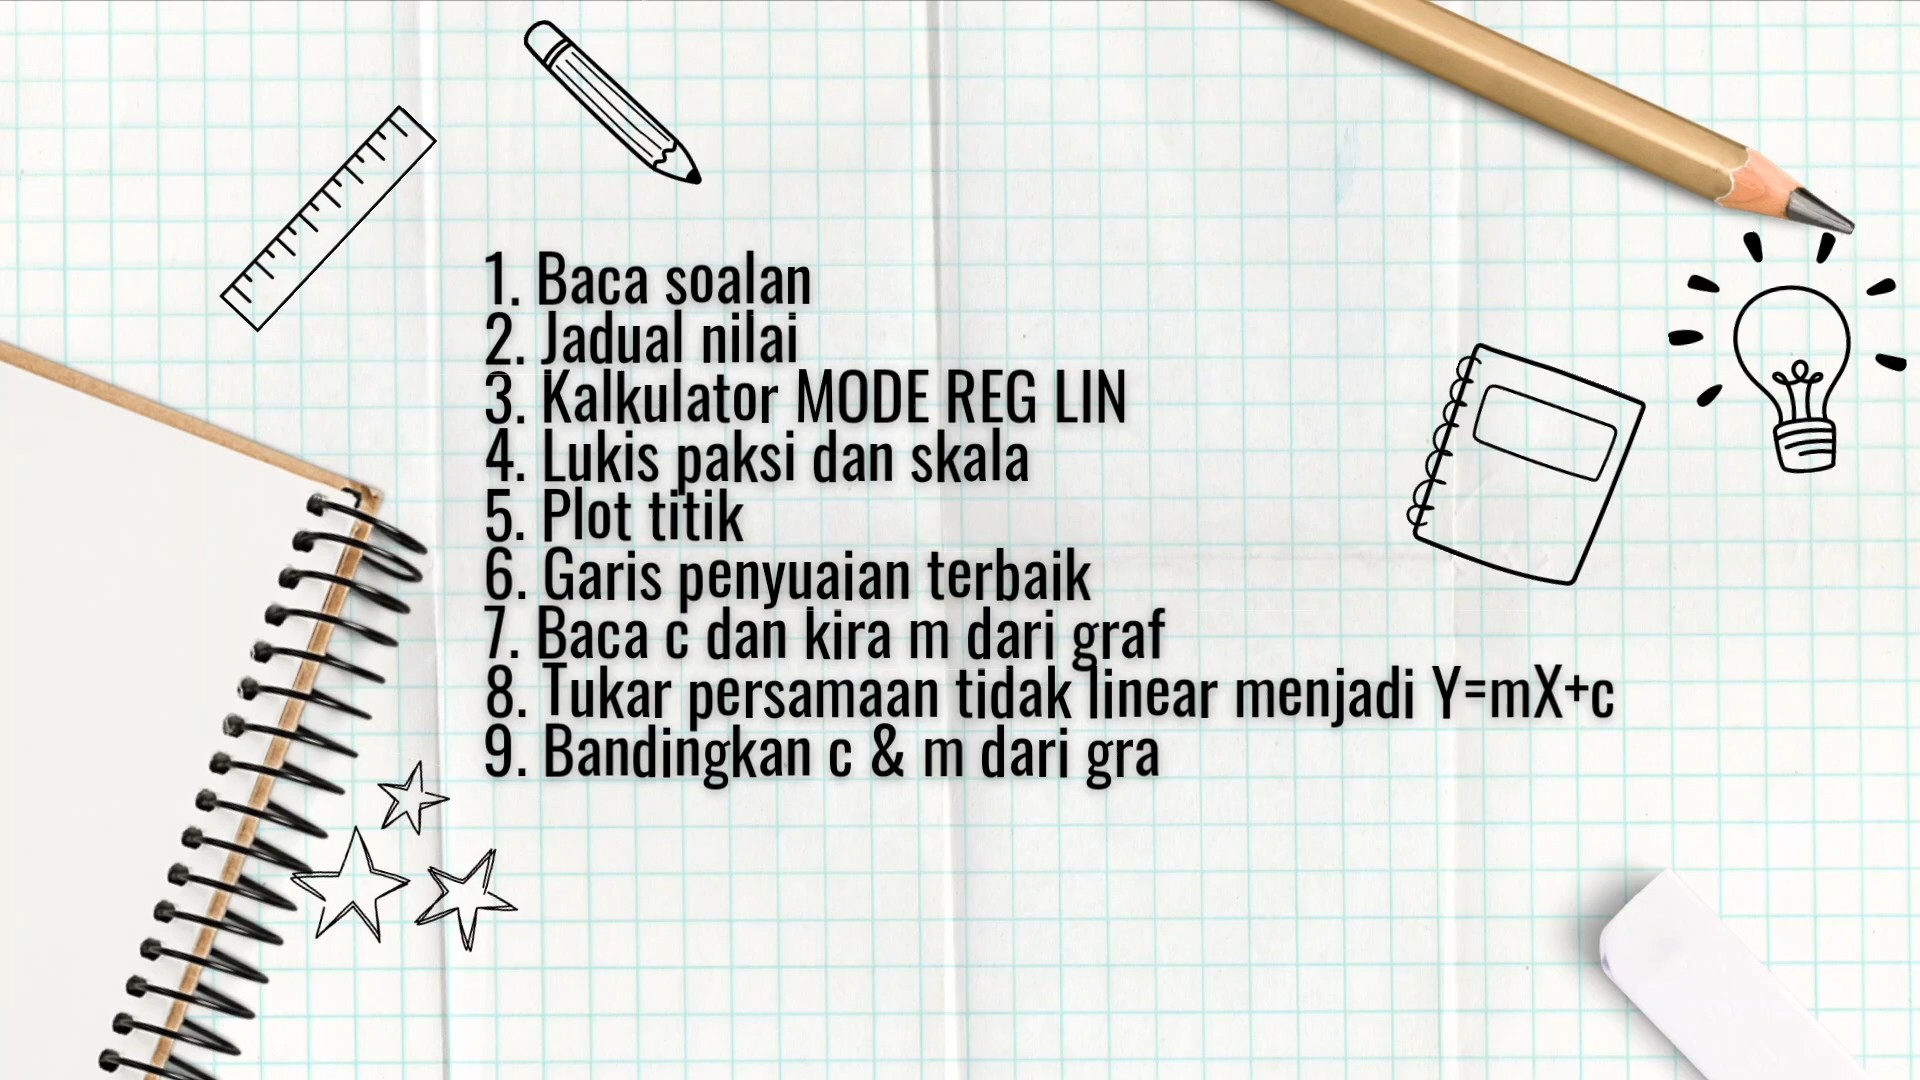 1. Baca soalan
2. Jadual nilai
3. Kalkulator MODE REG LIN
4. Lukis paksi dan skala
5. Plot titik
6. Garis penyuaian terbaik
7. Baca c dan kira m dari graf
8. Tukar persamaan tidak linear menjadi Y=mX+c
9. Bandingkan c & m dari gra